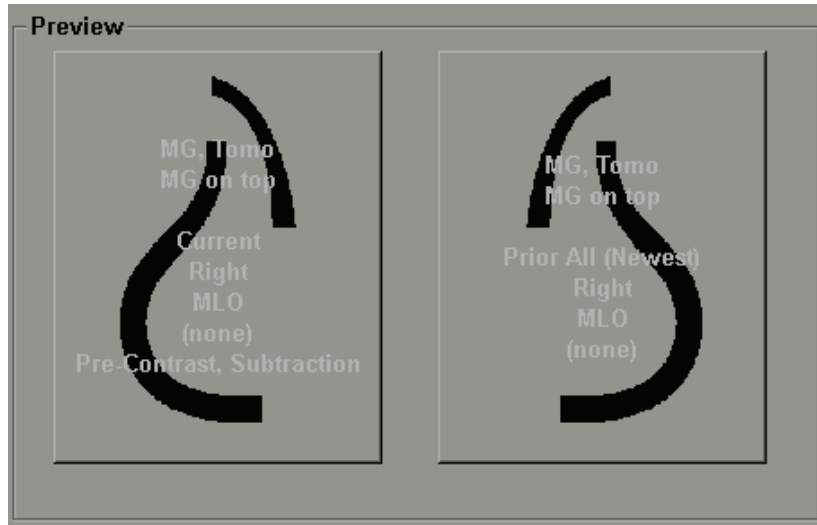 Preview
MG, Tomo
MG on top
Current
Right
MLO
(none)
Pre-Contrast, Subtraction
MG, Tomo
MG on top
Prior All (Newest)
Right
MLO
(none)